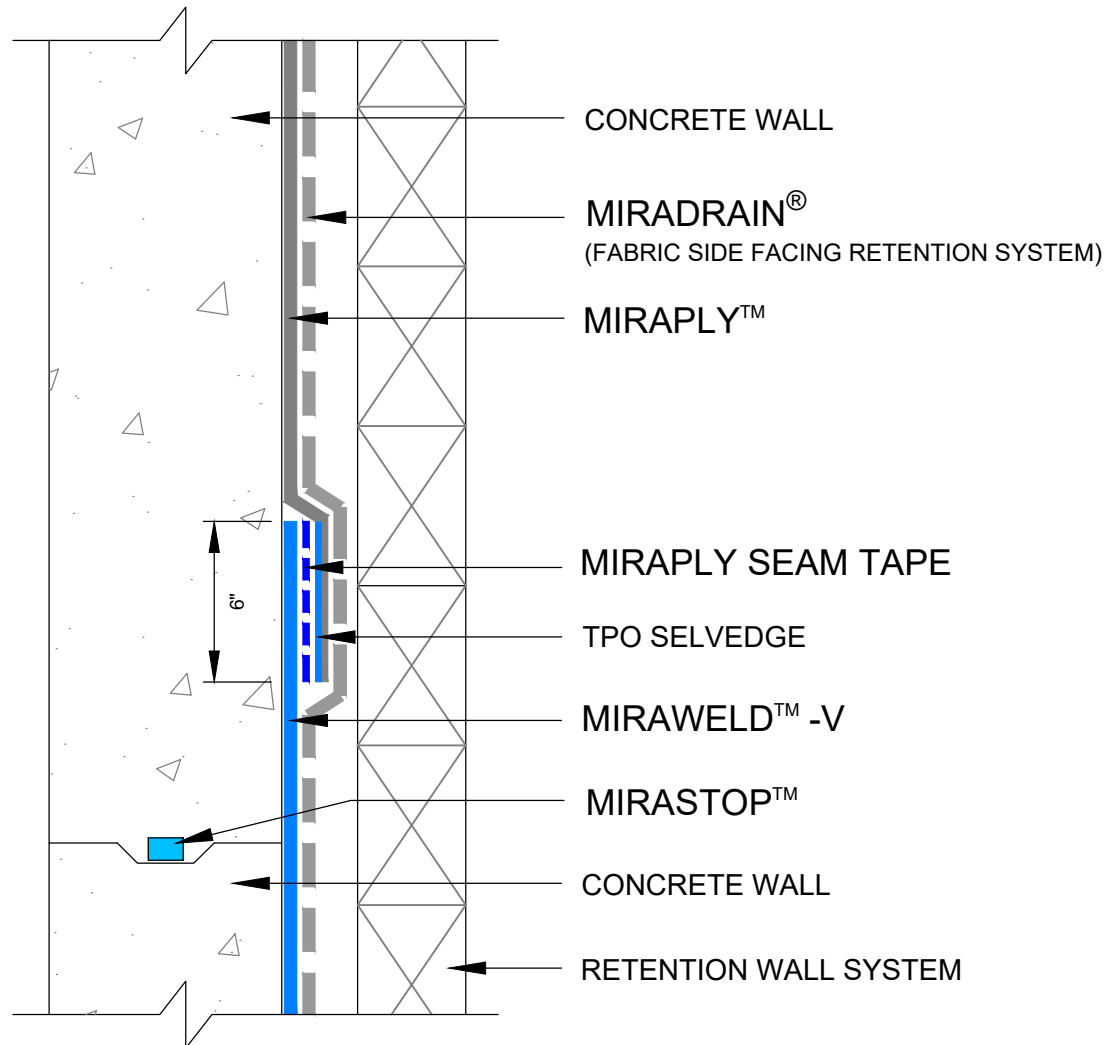 CONCRETE WALL
MIRADRAIN®
(FABRIC SIDE FACING RETENTION SYSTEM)
MIRAPLY™
6"
MIRAPLY SEAM TAPE
TPO SELVEDGE
MIRAWELD™ -V
MIRASTOP™
CONCRETE WALL
RETENTION WALL SYSTEM